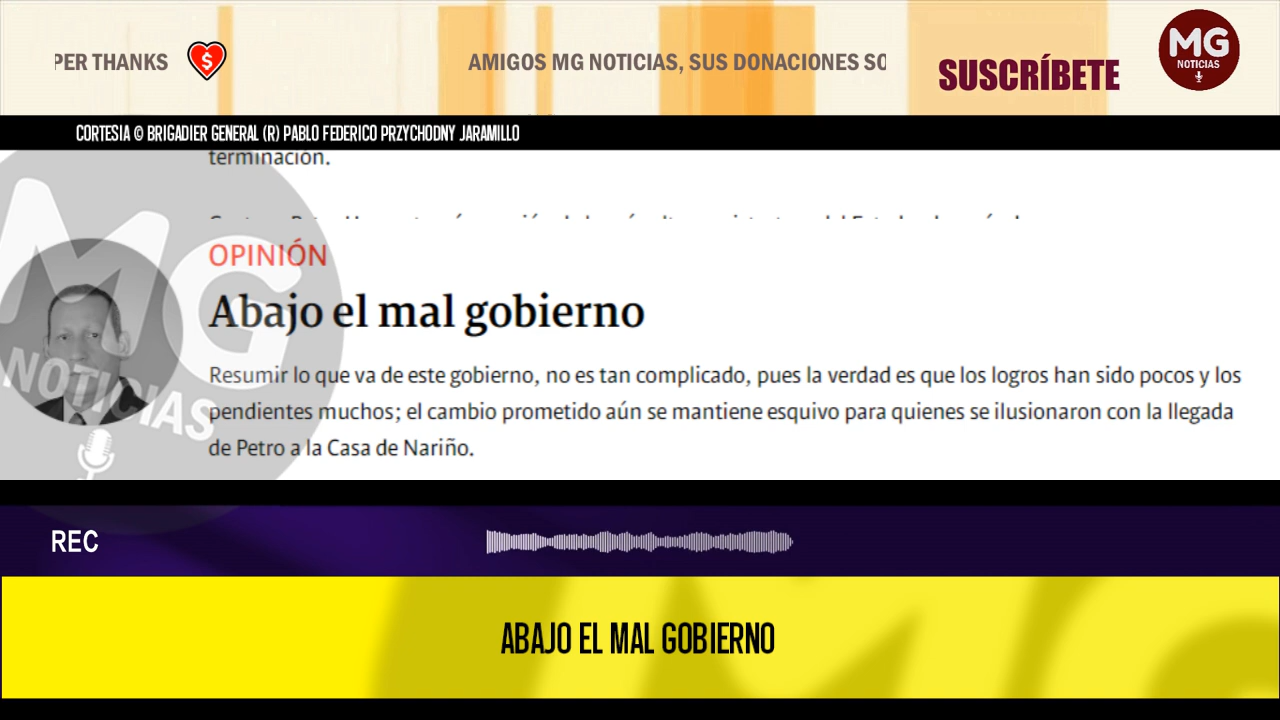 PER THANKS
AMIGOS MG NOTICIAS, SUS DONACIONES SO
SUSCRÍBETE
MG
NOTICIAS
CORTESIA © BRIGADIER GENERAL (R) PABLO FEDERICO PRZYCHODNY JARAMILLO
terminación.
OPINIÓN
Abajo el mal gobierno
Resumir lo que va de este gobierno, no es tan complicado, pues la verdad es que los logros han sido pocos y los
pendientes muchos; el cambio prometido aún se mantiene esquivo para quienes se ilusionaron con la llegada
de Petro a la Casa de Nariño.
MG
NOTICIAS
REC
ABAJO EL MAL GOBIERNO